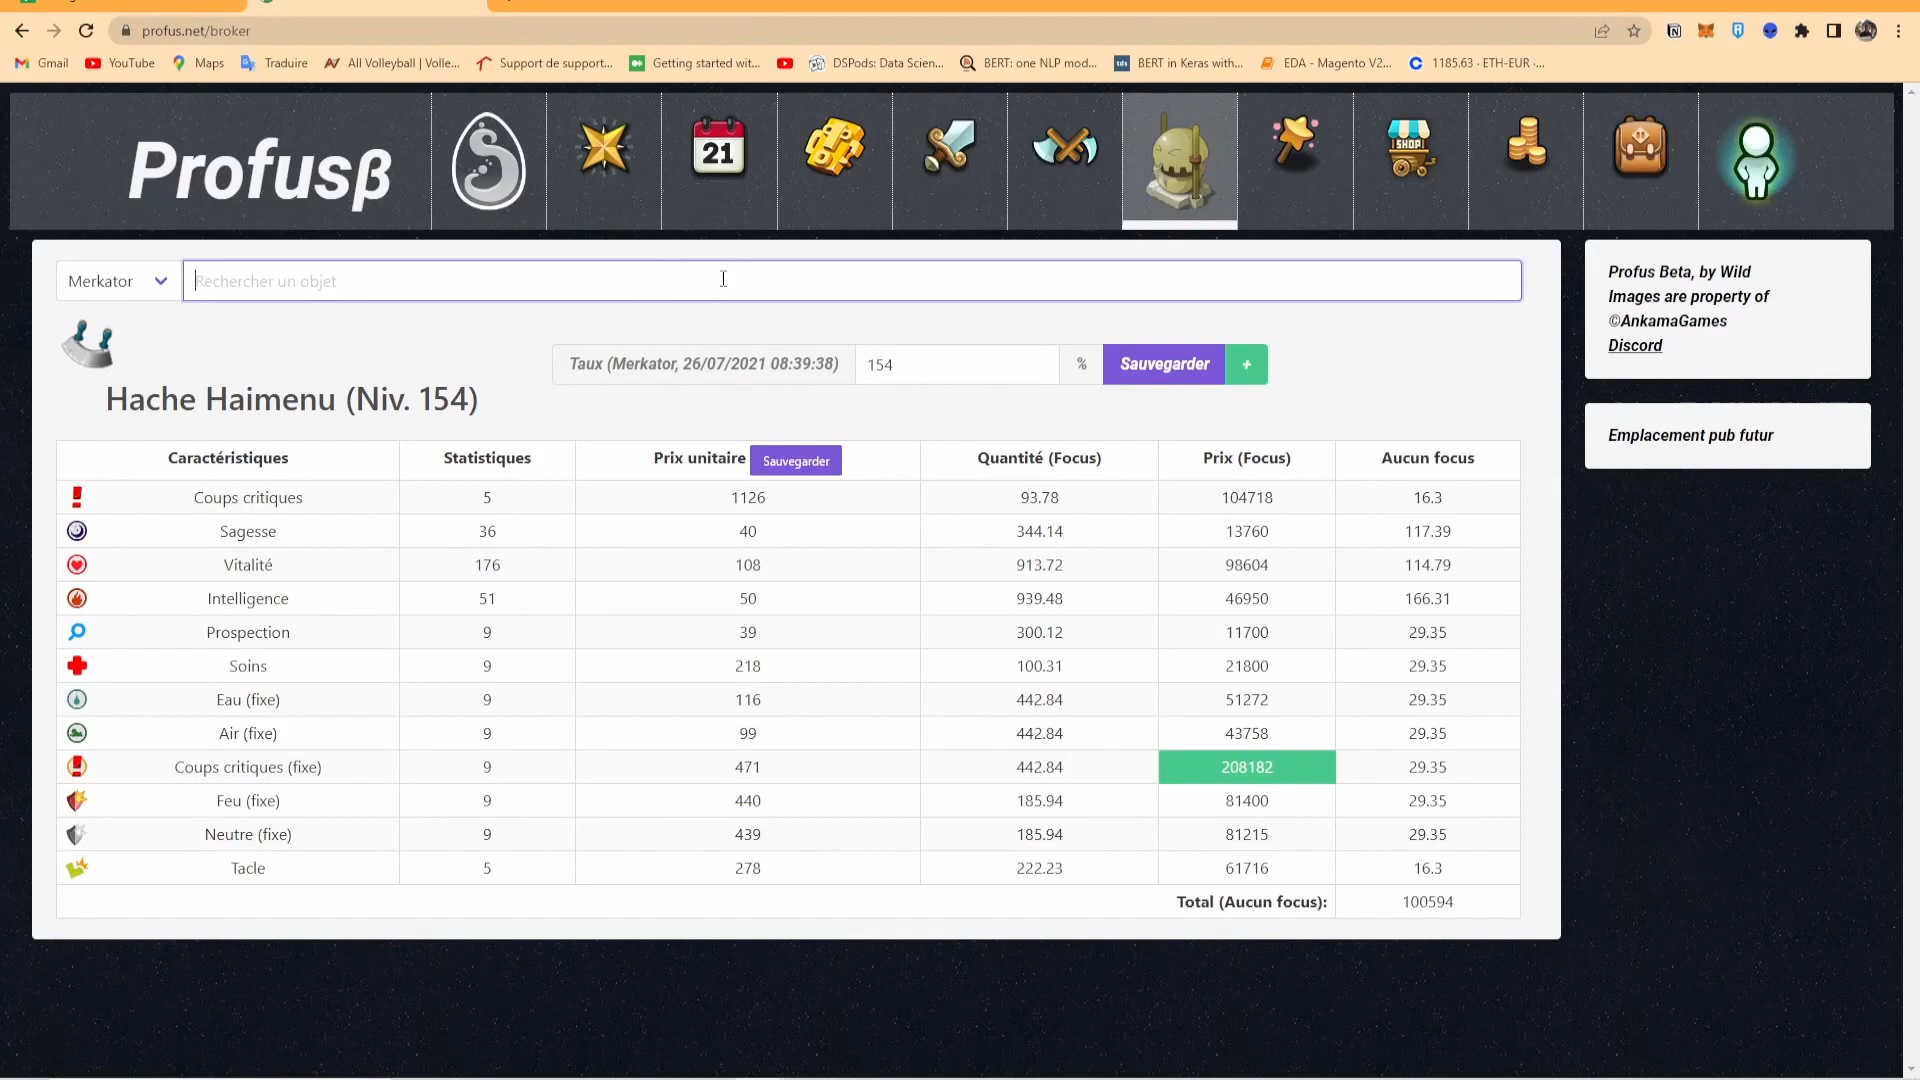 profus.net/broker
Gmail YouTube Maps Traduire All Volleyball | Volle... Support de support... Getting started wit... DSPods: Data Scien... BERT: one NLP mod... tds BERT in Keras with... EDA - Magento V2... 1185.63 · ETH-EUR ·...
Profusβ
21
SHOP
Merkator Rechercher un objet
Taux (Merkator, 26/07/2021 08:39:38) 154 % Sauvegarder +
Hache Haimenu (Niv. 154)
Caractéristiques Statistiques Prix unitaire Sauvegarder Quantité (Focus) Prix (Focus) Aucun focus
Coups critiques 5 1126 93.78 104718 16.3
Sagesse 36 40 344.14 13760 117.39
Vitalité 176 108 913.72 98604 114.79
Intelligence 51 50 939.48 46950 166.31
Prospection 9 39 300.12 11700 29.35
Soins 9 218 100.31 21800 29.35
Eau (fixe) 9 116 442.84 51272 29.35
Air (fixe) 9 99 442.84 43758 29.35
Coups critiques (fixe) 9 471 442.84 208182 29.35
Feu (fixe) 9 440 185.94 81400 29.35
Neutre (fixe) 9 439 185.94 81215 29.35
Tacle 5 278 222.23 61716 16.3
Total (Aucun focus): 100594
Profus Beta, by Wild
Images are property of
©AnkamaGames
Discord
Emplacement pub futur